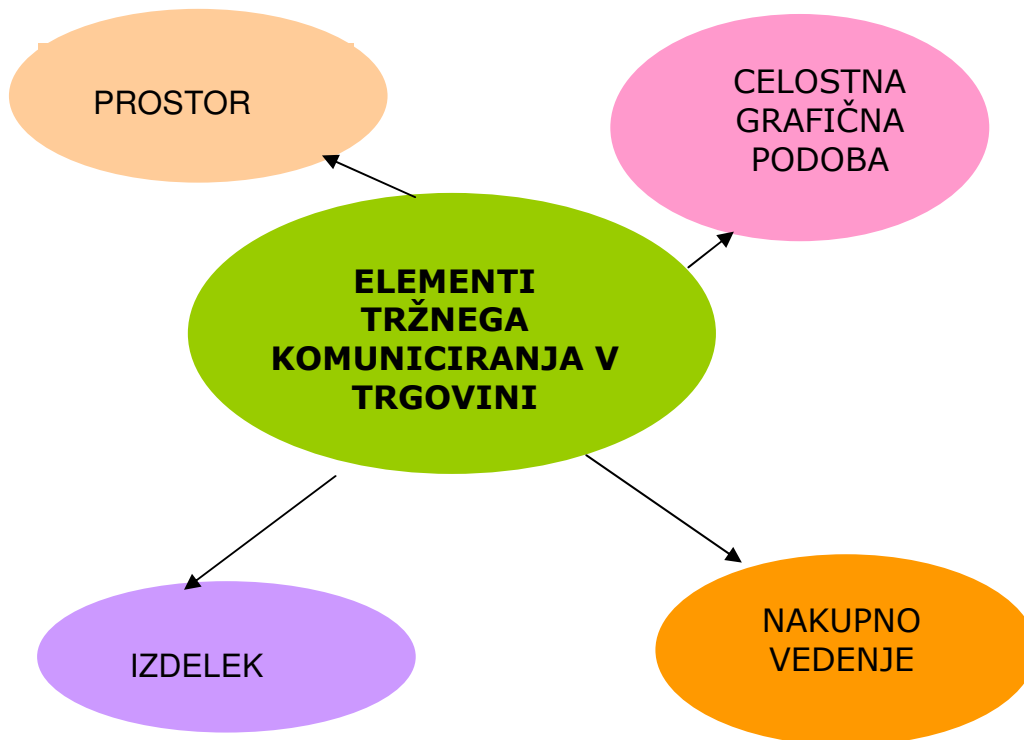 PROSTOR
CELOSTNA
GRAFIČNA
PODOBA
ELEMENTI
TRŽNEGA
KOMUNICIRANJA V
TRGOVINI
IZDELEK
NAKUPNO
VEDENJE